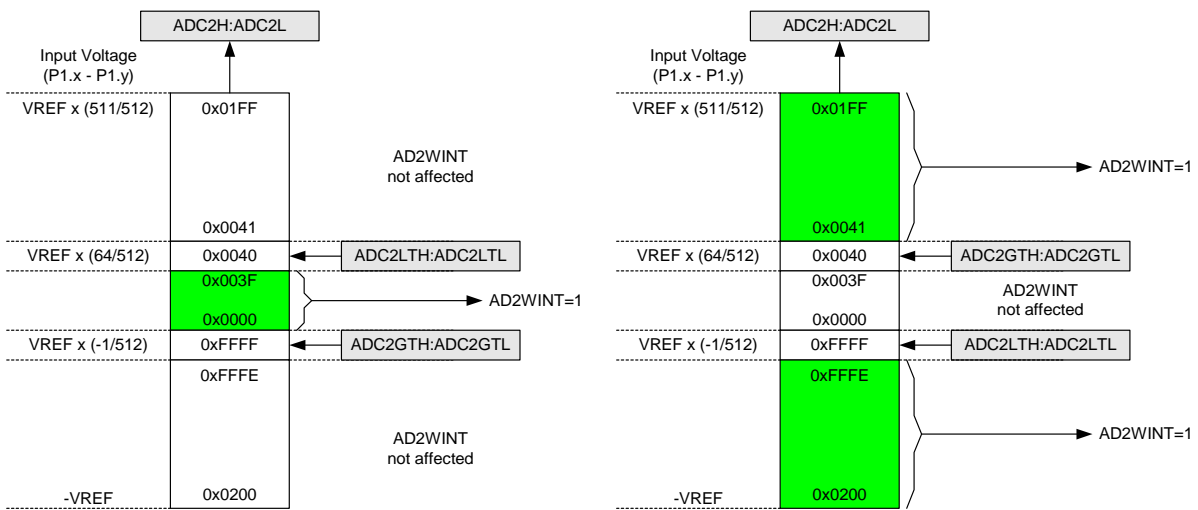 ADC2H:ADC2L
Input Voltage
(P1.x - P1.y)
VREF x (511/512)
0x01FF
AD2WINT
not affected
0x0041
VREF x (64/512)
0x0040
ADC2LTH:ADC2LTL
0x003F
AD2WINT=1
0x0000
VREF x (-1/512)
0xFFFF
ADC2GTH:ADC2GTL
0xFFFE
AD2WINT
not affected
-VREF
0x0200
ADC2H:ADC2L
Input Voltage
(P1.x - P1.y)
VREF x (511/512)
0x01FF
AD2WINT=1
0x0041
VREF x (64/512)
0x0040
ADC2GTH:ADC2GTL
0x003F
AD2WINT
not affected
0x0000
VREF x (-1/512)
0xFFFF
ADC2LTH:ADC2LTL
0xFFFE
AD2WINT=1
-VREF
0x0200